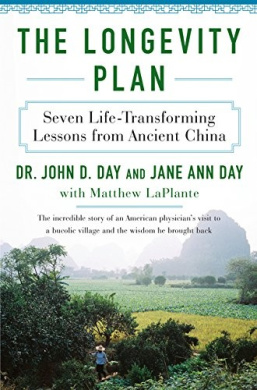 THE LONGEVITY
PLAN
Seven Life-Transforming
Lessons from Ancient China
DR. JOHN D. DAY AND JANE ANN DAY
with Matthew LaPlante
The incredible story of an American physician's visit to
a bucolic village and the wisdom he brought back